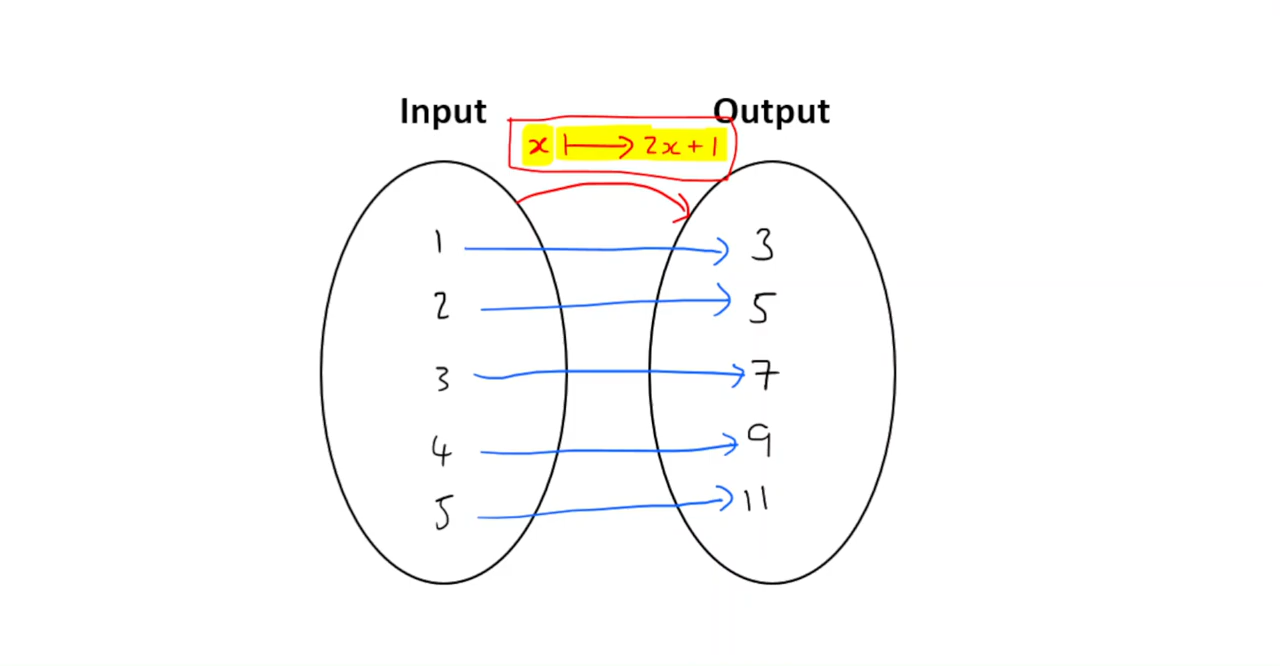 Input Output
x ↦ 2x + 1
1 → 3
2 → 5
3 → 7
4 → 9
5 → 11